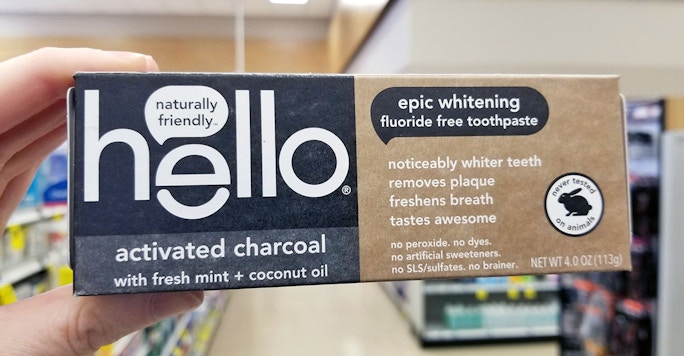 naturally
friendly™
hello®
activated charcoal
with fresh mint + coconut oil
epic whitening
fluoride free toothpaste
noticeably whiter teeth
removes plaque
freshens breath
tastes awesome
no peroxide. no dyes.
no artificial sweeteners.
no SLS/sulfates. no brainer.
never tested
on animals
NET WT 4.0 OZ (113g)